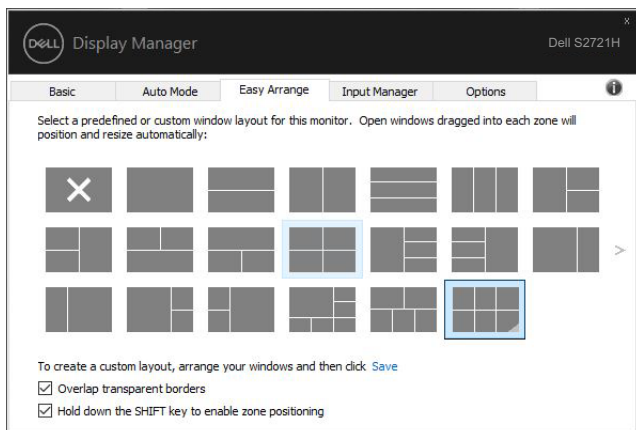 x
DELL Display Manager Dell S2721H
Basic Auto Mode Easy Arrange Input Manager Options
Select a predefined or custom window layout for this monitor. Open windows dragged into each zone will
position and resize automatically:
To create a custom layout, arrange your windows and then click Save
Overlap transparent borders
Hold down the SHIFT key to enable zone positioning